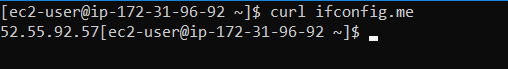 [ec2-user@ip-172-31-96-92 ~]$ curl ifconfig.me
52.55.92.57[ec2-user@ip-172-31-96-92 ~]$